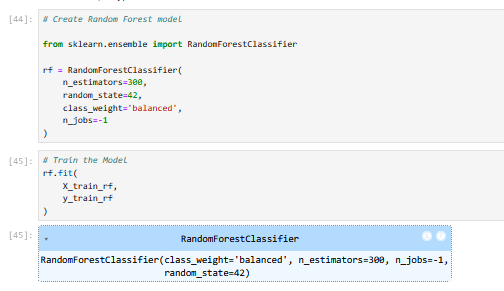 [44]: # Create Random Forest model
from sklearn.ensemble import RandomForestClassifier
rf = RandomForestClassifier(
n_estimators=300,
random_state=42,
class_weight='balanced',
n_jobs=-1
)
[45]: # Train the Model
rf.fit(
X_train_rf,
y_train_rf
)
[45]: RandomForestClassifier
RandomForestClassifier(class_weight='balanced', n_estimators=300, n_jobs=-1,
random_state=42)